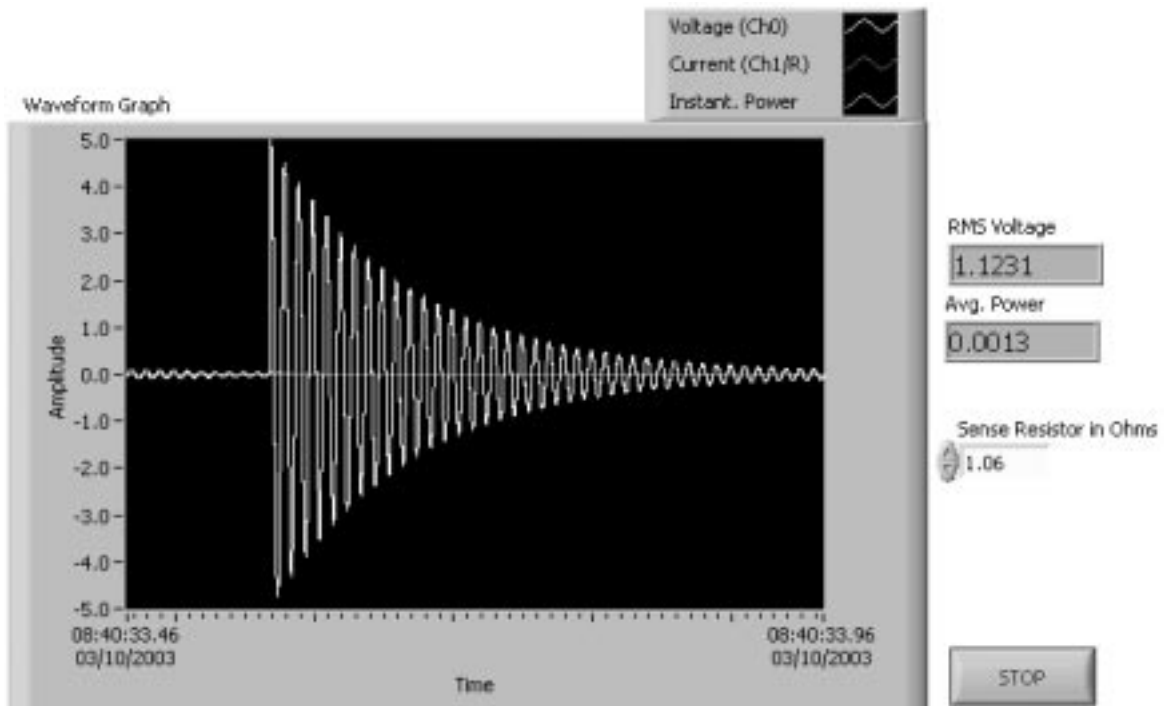 Voltage (Ch0)
Current (Ch1/R)
Instant. Power
Waveform Graph
5.0
4.0
3.0
2.0
1.0
0.0
-1.0
-2.0
-3.0
-4.0
-5.0
Amplitude
08:40:33.46
03/10/2003
08:40:33.96
03/10/2003
Time
RMS Voltage
1.1231
Avg. Power
0.0013
Sense Resistor in Ohms
1.06
STOP